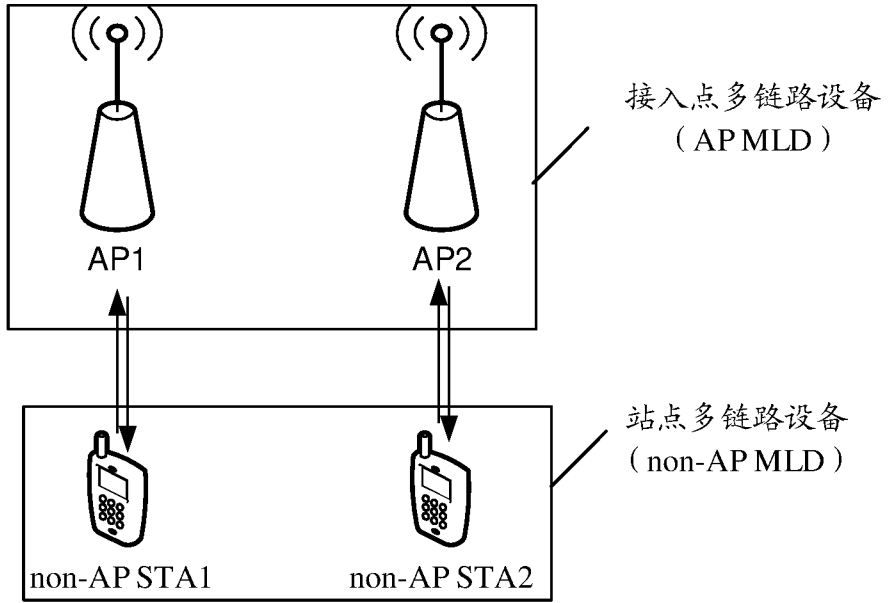 接入点多链路设备
（AP MLD）
AP1
AP2
站点多链路设备
（non-AP MLD）
non-AP STA1
non-AP STA2